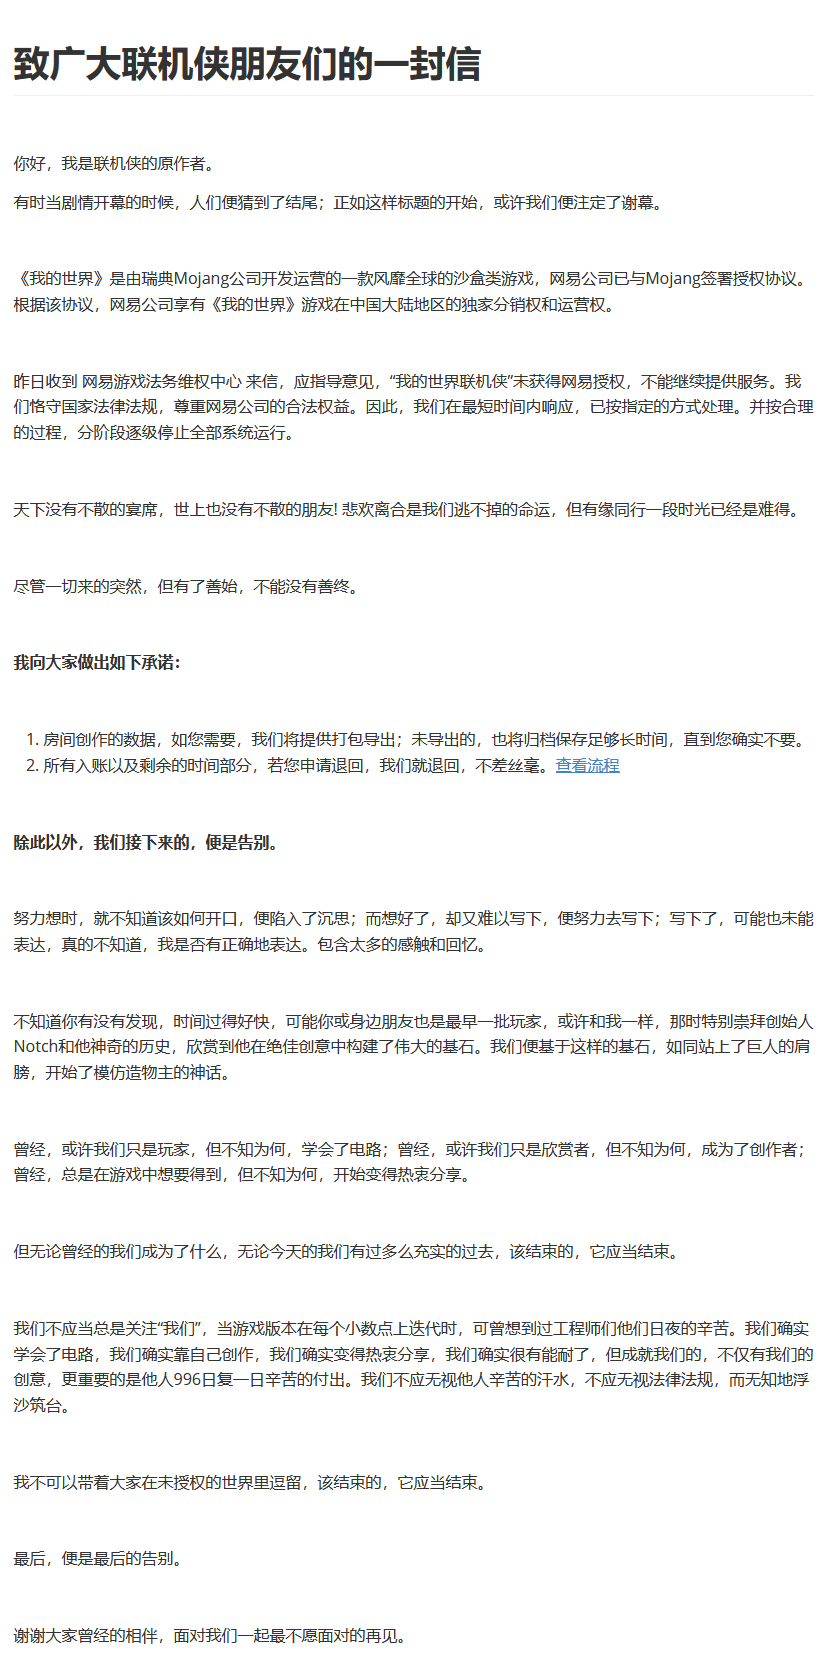 致广大联机侠朋友们的一封信
你好，我是联机侠的原作者。
有时当剧情开幕的时候，人们便猜到了结尾；正如这样标题的开始，或许我们便注定了谢幕。
《我的世界》是由瑞典Mojang公司开发运营的一款风靡全球的沙盒类游戏，网易公司已与Mojang签署授权协议。
根据该协议，网易公司享有《我的世界》游戏在中国大陆地区的独家分销权和运营权。
昨日收到 网易游戏法务维权中心 来信，应指导意见，“我的世界联机侠”未获得网易授权，不能继续提供服务。我
们恪守国家法律法规，尊重网易公司的合法权益。因此，我们在最短时间内响应，已按指定的方式处理。并按合理
的过程，分阶段逐级停止全部系统运行。
天下没有不散的宴席，世上也没有不散的朋友! 悲欢离合是我们逃不掉的命运，但有缘同行一段时光已经是难得。
尽管一切来的突然，但有了善始，不能没有善终。
我向大家做出如下承诺：
1. 房间创作的数据，如您需要，我们将提供打包导出；未导出的，也将归档保存足够长时间，直到您确实不要。
2. 所有入账以及剩余的时间部分，若您申请退回，我们就退回，不差丝毫。查看流程
除此以外，我们接下来的，便是告别。
努力想时，就不知道该如何开口，便陷入了沉思；而想好了，却又难以写下，便努力去写下；写下了，可能也未能
表达，真的不知道，我是否有正确地表达。包含太多的感触和回忆。
不知道你有没有发现，时间过得好快，可能你或身边朋友也是最早一批玩家，或许和我一样，那时特别崇拜创始人
Notch和他神奇的历史，欣赏到他在绝佳创意中构建了伟大的基石。我们便基于这样的基石，如同站上了巨人的肩
膀，开始了模仿造物主的神话。
曾经，或许我们只是玩家，但不知为何，学会了电路；曾经，或许我们只是欣赏者，但不知为何，成为了创作者；
曾经，总是在游戏中想要得到，但不知为何，开始变得热衷分享。
但无论曾经的我们成为了什么，无论今天的我们有过多么充实的过去，该结束的，它应当结束。
我们不应当总是关注“我们”，当游戏版本在每个小数点上迭代时，可曾想到过工程师们他们日夜的辛苦。我们确实
学会了电路，我们确实靠自己创作，我们确实变得热衷分享，我们确实很有能耐了，但成就我们的，不仅有我们的
创意，更重要的是他人996日复一日辛苦的付出。我们不应无视他人辛苦的汗水，不应无视法律法规，而无知地浮
沙筑台。
我不可以带着大家在未授权的世界里逗留，该结束的，它应当结束。
最后，便是最后的告别。
谢谢大家曾经的相伴，面对我们一起最不愿面对的再见。